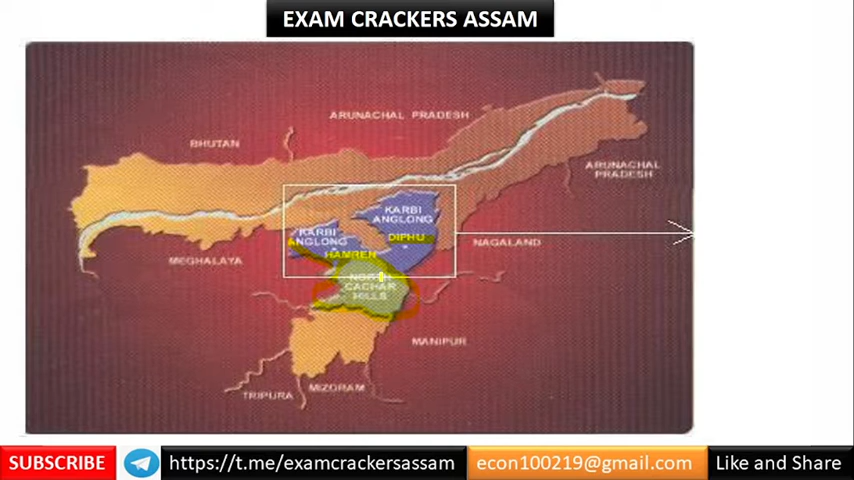 EXAM CRACKERS ASSAM
ARUNACHAL PRADESH
BHUTAN
ARUNACHAL
PRADESH
KARBI
ANGLONG
KARBI
ANGLONG
DIPHU
NAGALAND
HAMREN
MEGHALAYA
NORTH
CACHAR
HILLS
MANIPUR
MIZORAM
TRIPURA
SUBSCRIBE
https://t.me/examcrackersassam
econ100219@gmail.com
Like and Share